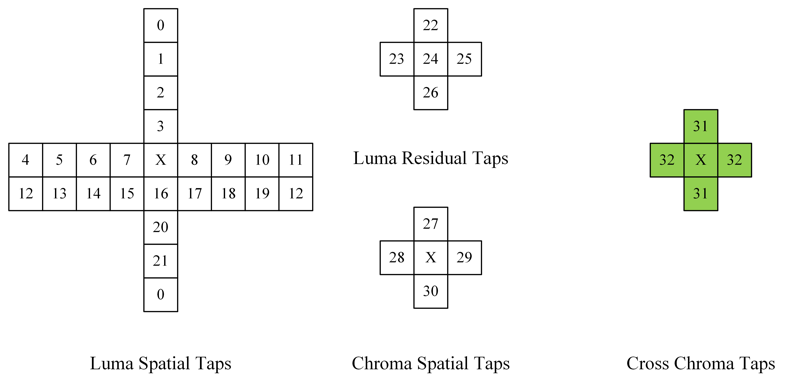 0
1
2
3
4 5 6 7 X 8 9 10 11
12 13 14 15 16 17 18 19 12
20
21
0
Luma Spatial Taps
22
23 24 25
26
Luma Residual Taps
27
28 X 29
30
Chroma Spatial Taps
31
32 X 32
31
Cross Chroma Taps